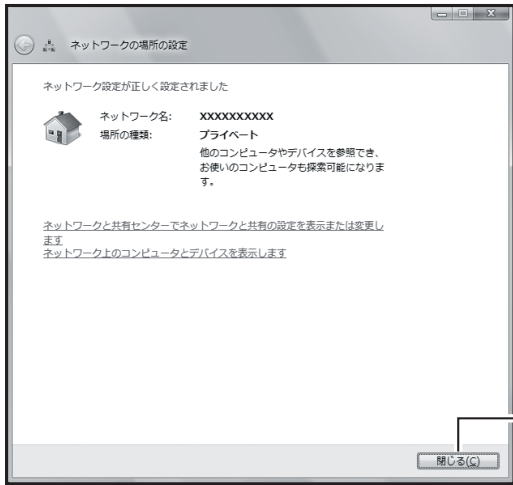 ネットワークの場所の設定
ネットワーク設定が正しく設定されました
ネットワーク名: XXXXXXXXXX
場所の種類: プライベート
他のコンピュータやデバイスを参照でき、
お使いのコンピュータも探索可能になりま
す。
ネットワークと共有センターでネットワークと共有の設定を表示または変更し
ます
ネットワーク上のコンピュータとデバイスを表示します
閉じる(C)